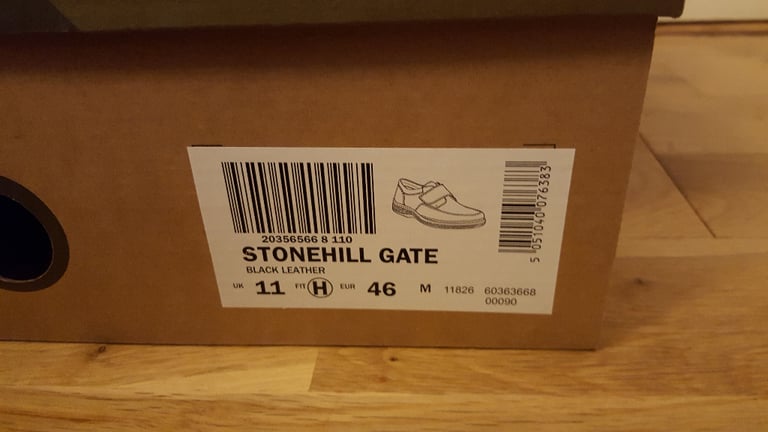 20356566 8 110
STONEHILL GATE
BLACK LEATHER
UK 11 FIT H EUR 46 M 11826 60363668
00090
5 051040 076383